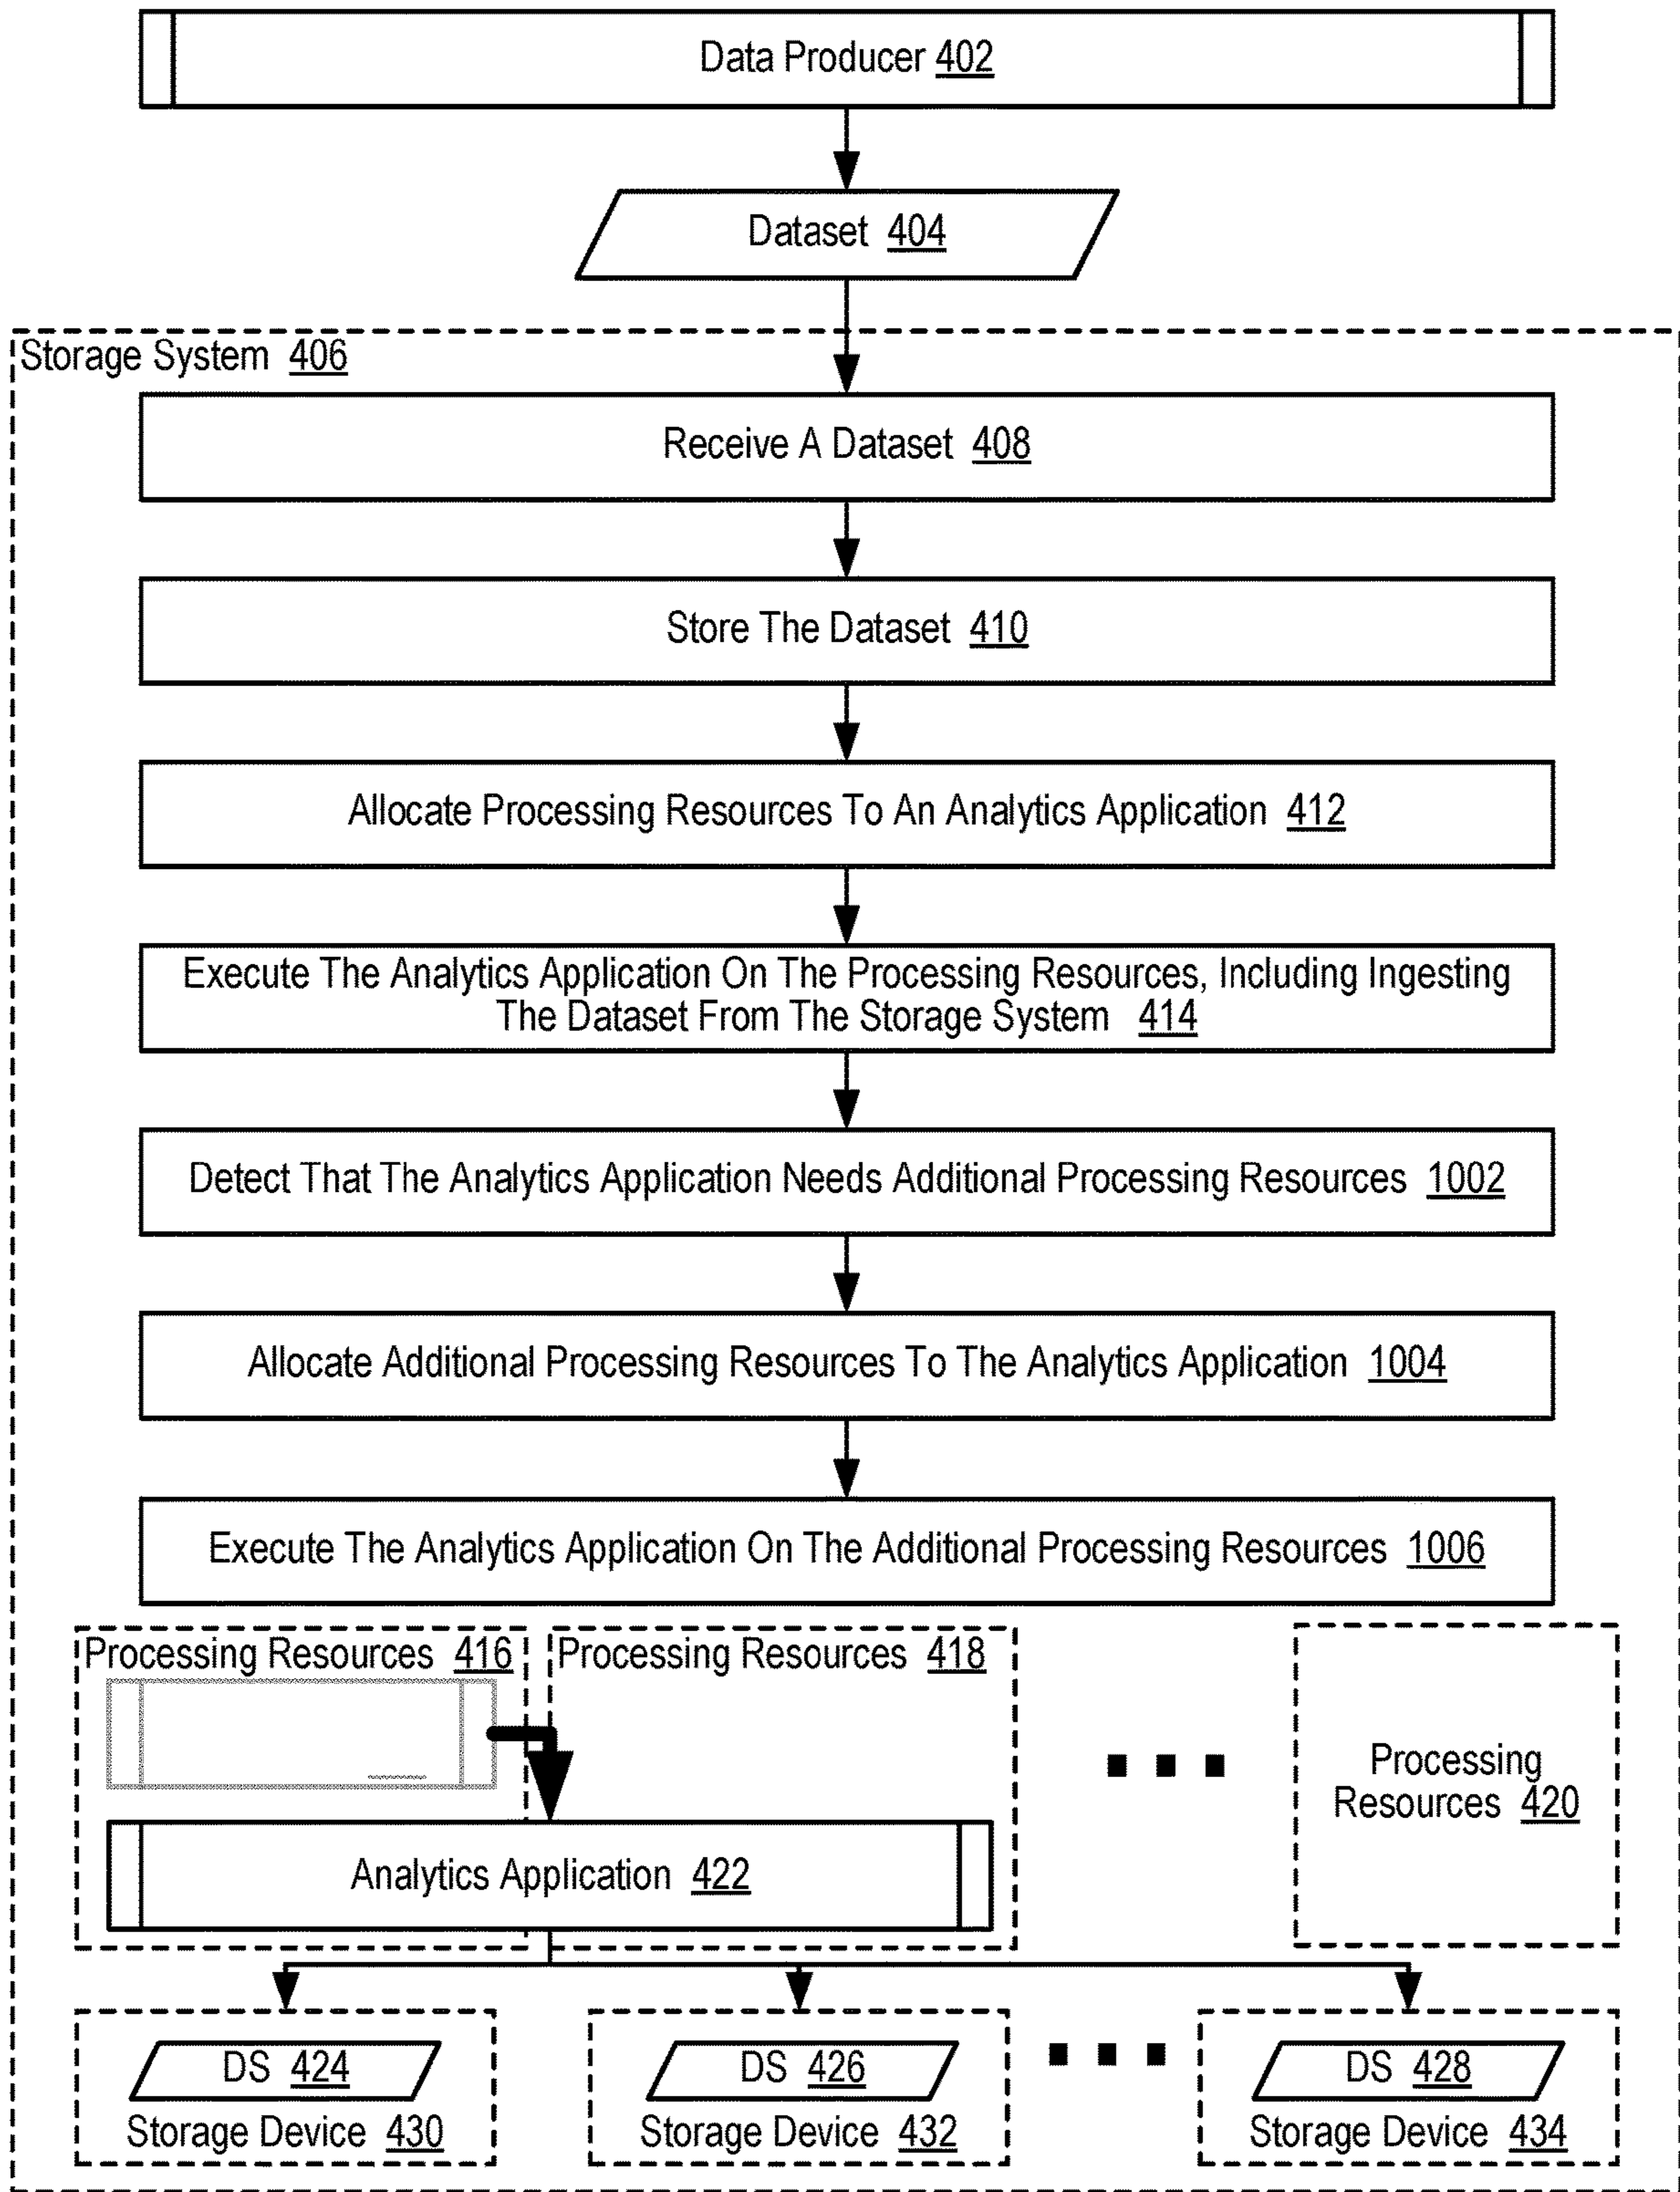 Data Producer 402
Dataset 404
Storage System 406
Receive A Dataset 408
Store The Dataset 410
Allocate Processing Resources To An Analytics Application 412
Execute The Analytics Application On The Processing Resources, Including Ingesting
The Dataset From The Storage System 414
Detect That The Analytics Application Needs Additional Processing Resources 1002
Allocate Additional Processing Resources To The Analytics Application 1004
Execute The Analytics Application On The Additional Processing Resources 1006
Processing Resources 416
Processing Resources 418
Processing
Resources 420
Analytics Application 422
DS 424
Storage Device 430
DS 426
Storage Device 432
DS 428
Storage Device 434